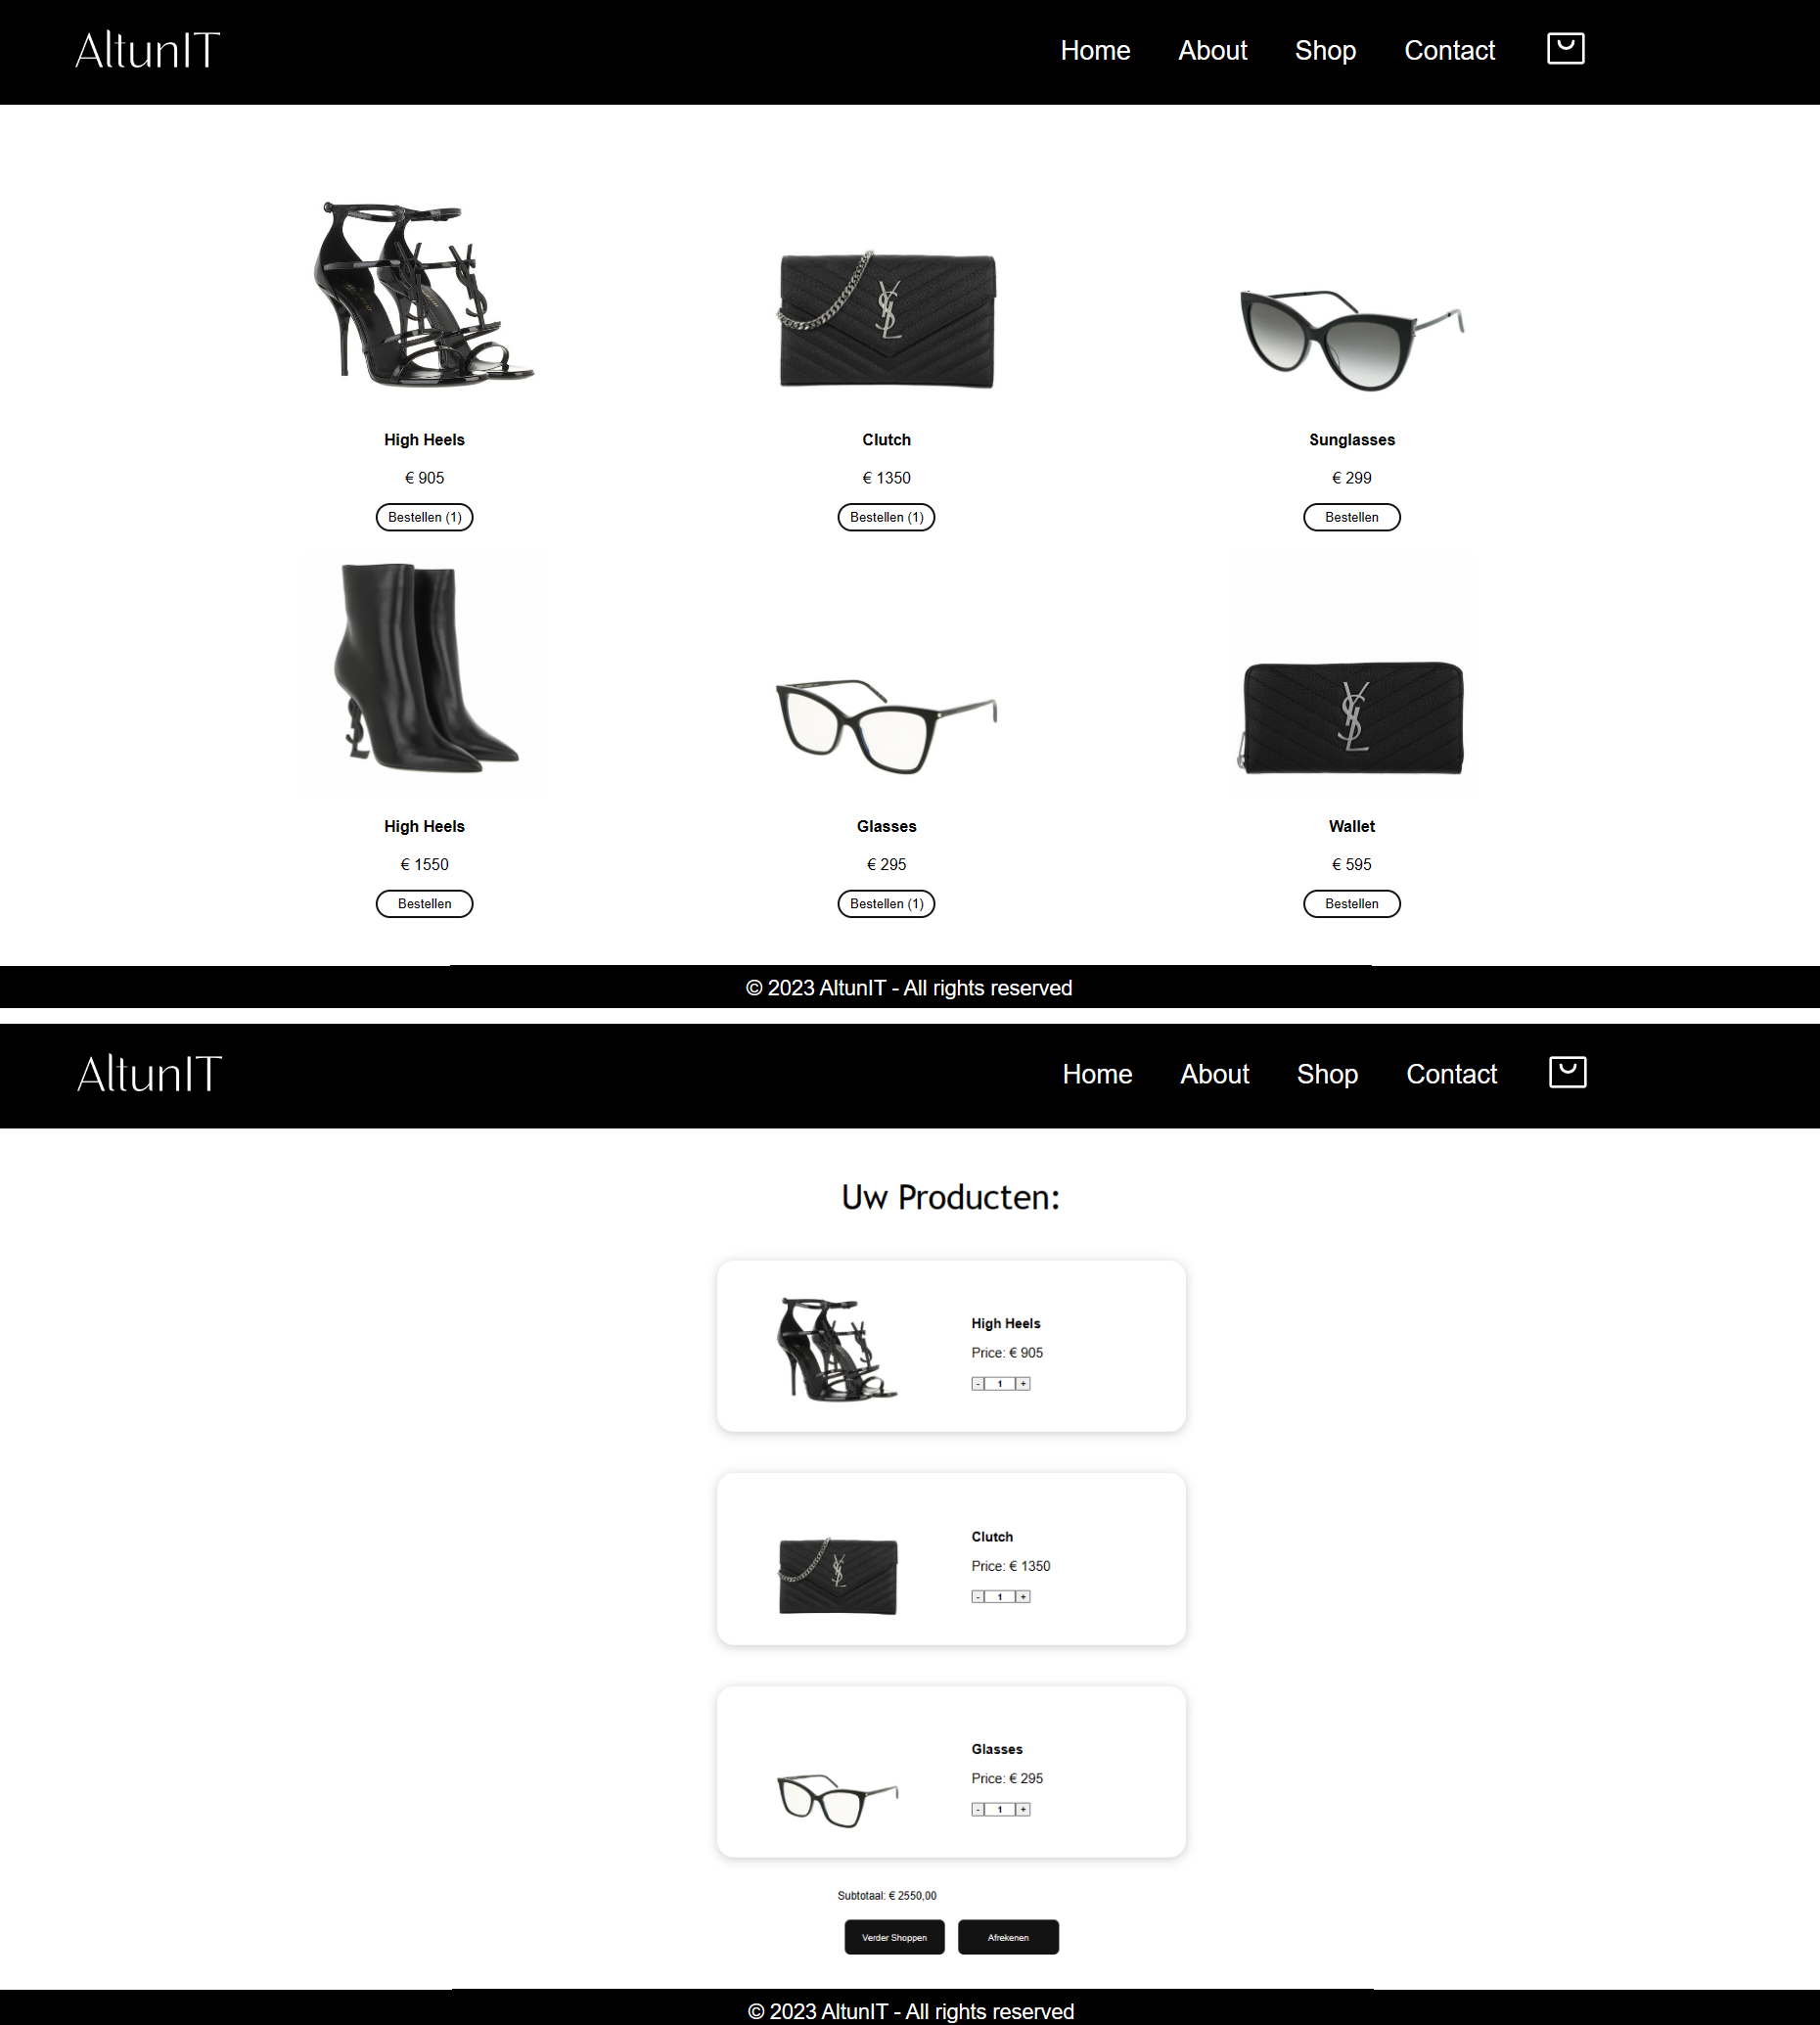 AltunIT Home About Shop Contact
High Heels Clutch Sunglasses
€ 905 € 1350 € 299
Bestellen (1) Bestellen (1) Bestellen
High Heels Glasses Wallet
€ 1550 € 295 € 595
Bestellen Bestellen (1) Bestellen
© 2023 AltunIT - All rights reserved
AltunIT Home About Shop Contact
Uw Producten:
High Heels
Price: € 905
- 1 +
Clutch
Price: € 1350
- 1 +
Glasses
Price: € 295
- 1 +
Subtotaal: € 2550,00
Verder Shoppen Afrekenen
© 2023 AltunIT - All rights reserved